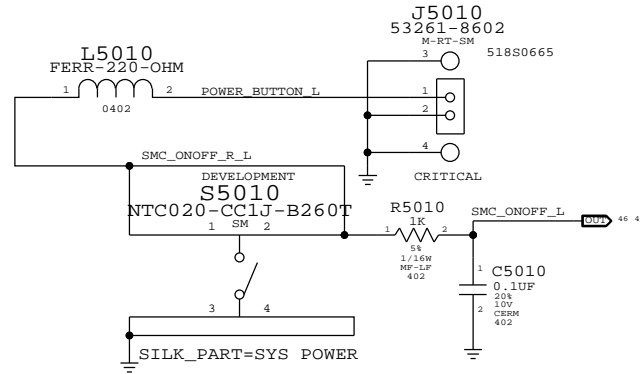 J5010
53261-8602
M-RT-SM
518S0665
3
L5010
FERR-220-OHM
1 2
0402
POWER_BUTTON_L
1
2
4
CRITICAL
SMC_ONOFF_R_L
DEVELOPMENT
S5010
NTC020-CC1J-B260T
SM
1 2
3 4
SILK_PART=SYS POWER
R5010
1K
1 2
5%
1/16W
MF-LF
402
SMC_ONOFF_L
OUT 46 4
1
C5010
0.1UF
20%
10V
CERM
402
2